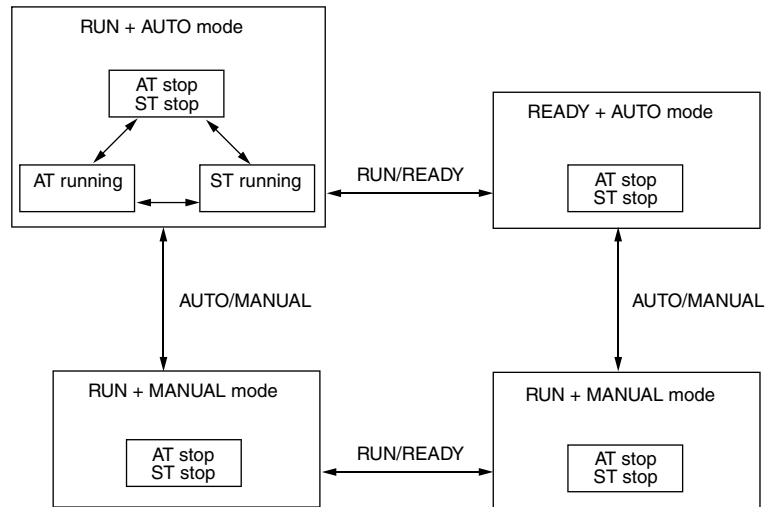 RUN + AUTO mode
AT stop
ST stop
AT running
ST running
RUN/READY
READY + AUTO mode
AT stop
ST stop
AUTO/MANUAL
AUTO/MANUAL
RUN + MANUAL mode
AT stop
ST stop
RUN/READY
RUN + MANUAL mode
AT stop
ST stop